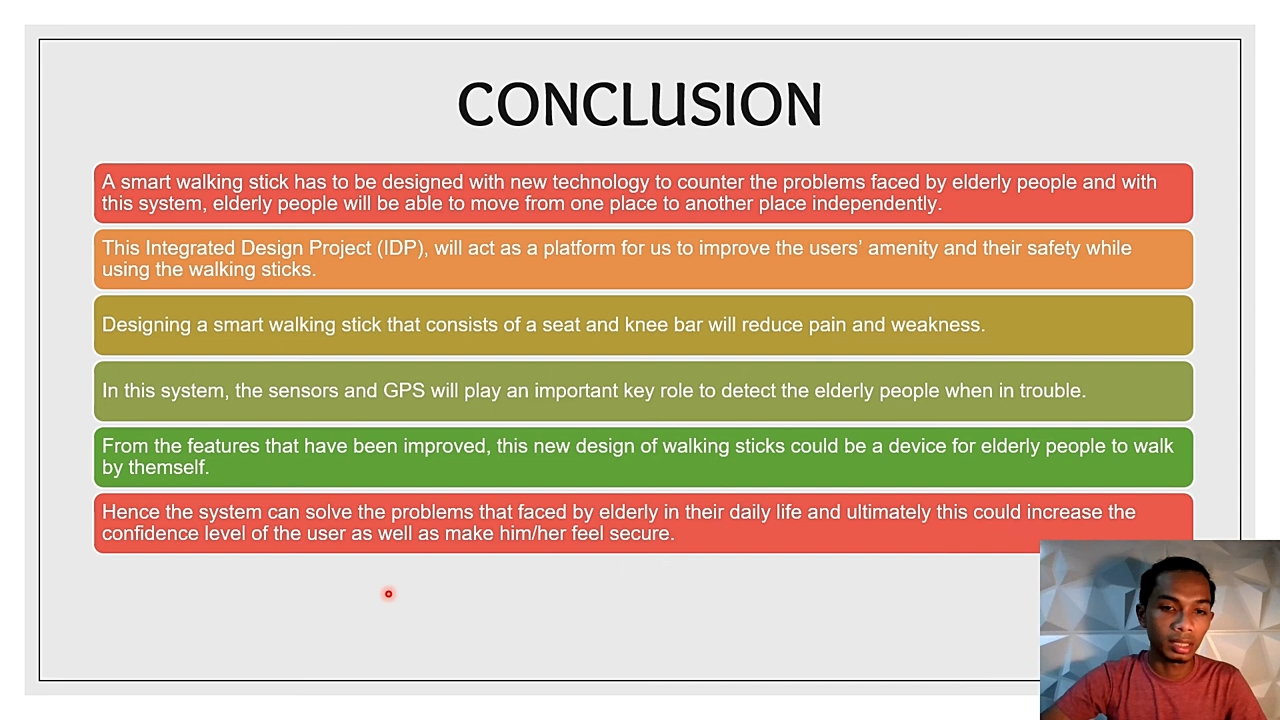 CONCLUSION
A smart walking stick has to be designed with new technology to counter the problems faced by elderly people and with
this system, elderly people will be able to move from one place to another place independently.
This Integrated Design Project (IDP), will act as a platform for us to improve the users’ amenity and their safety while
using the walking sticks.
Designing a smart walking stick that consists of a seat and knee bar will reduce pain and weakness.
In this system, the sensors and GPS will play an important key role to detect the elderly people when in trouble.
From the features that have been improved, this new design of walking sticks could be a device for elderly people to walk
by themself.
Hence the system can solve the problems that faced by elderly in their daily life and ultimately this could increase the
confidence level of the user as well as make him/her feel secure.